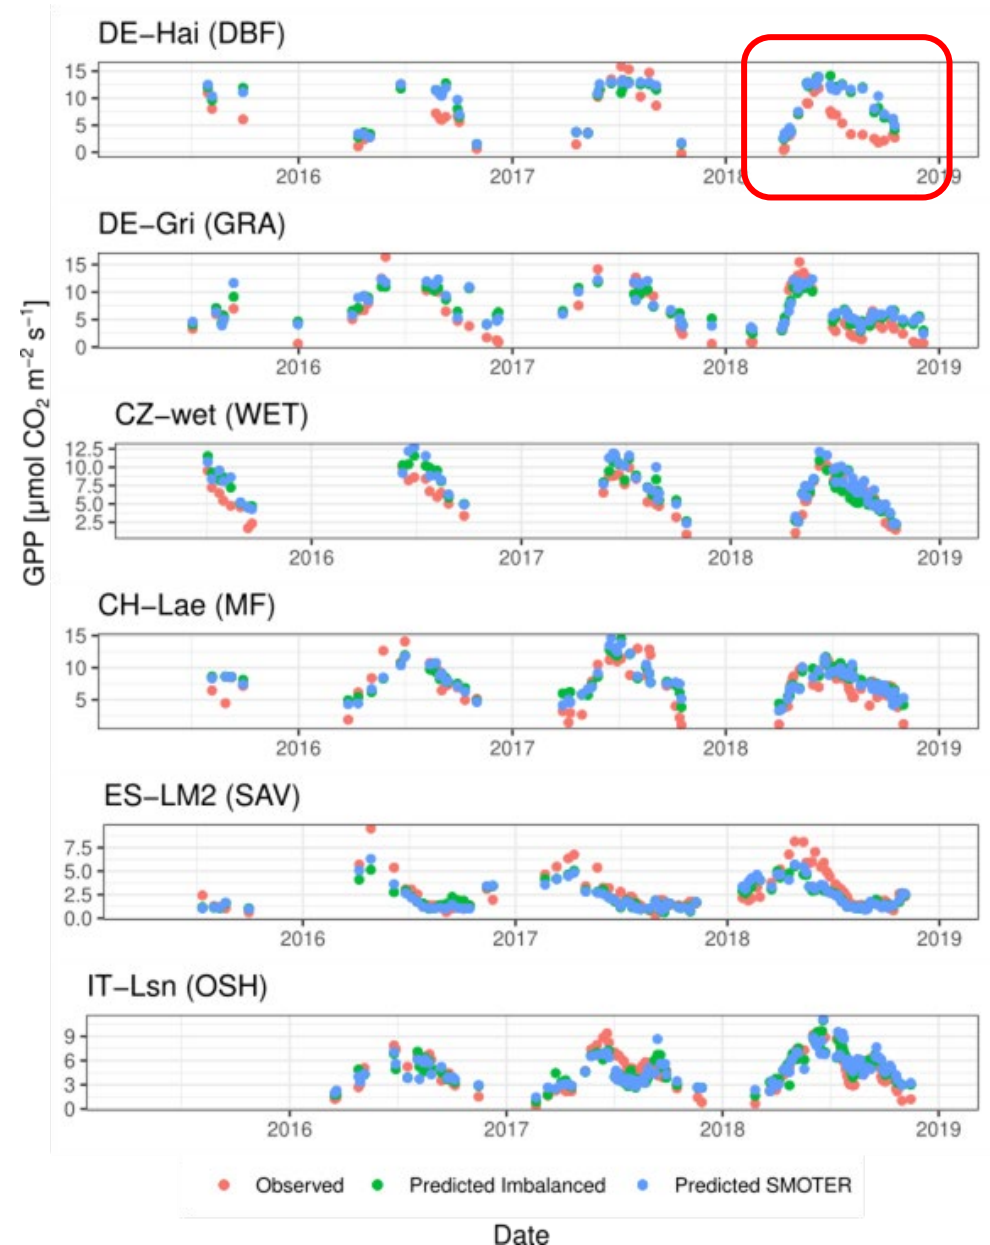 DE−Hai (DBF)
15
10
5
0
2016 2017 2018 2019
DE−Gri (GRA)
15
10
5
0
2016 2017 2018 2019
CZ−wet (WET)
12.5
10.0
7.5
5.0
2.5
2016 2017 2018 2019
CH−Lae (MF)
15
10
5
2016 2017 2018 2019
ES−LM2 (SAV)
7.5
5.0
2.5
0.0
2016 2017 2018 2019
IT−Lsn (OSH)
9
6
3
0
2016 2017 2018 2019
GPP [μmol CO₂ m⁻² s⁻¹]
Observed Predicted Imbalanced Predicted SMOTER
Date